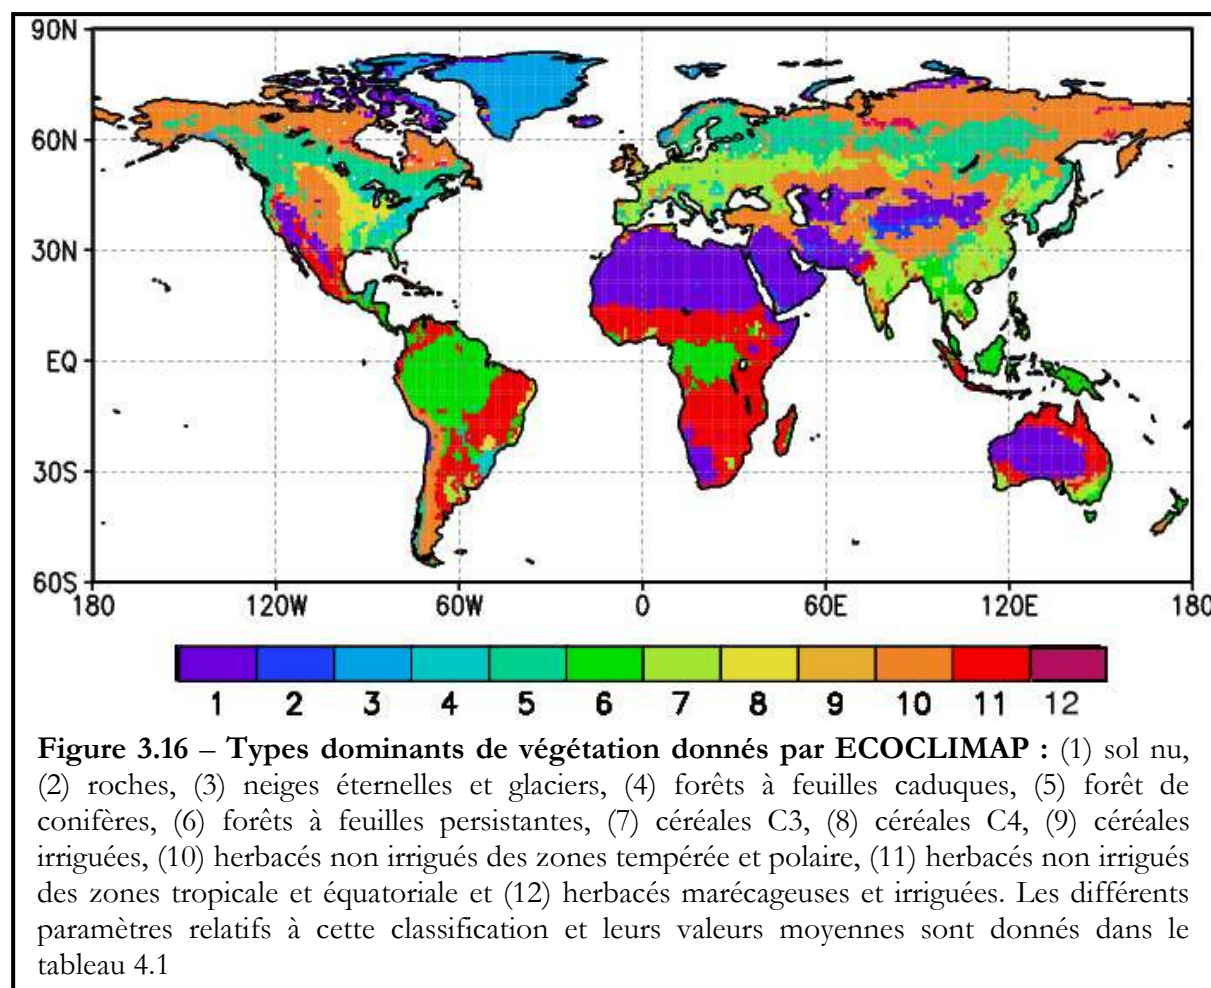 90N
60N
30N
EQ
30S
60S
180 120W 60W 0 60E 120E 180
1 2 3 4 5 6 7 8 9 10 11 12
Figure 3.16 – Types dominants de végétation donnés par ECOCLIMAP : (1) sol nu,
(2) roches, (3) neiges éternelles et glaciers, (4) forêts à feuilles caduques, (5) forêt de
conifères, (6) forêts à feuilles persistantes, (7) céréales C3, (8) céréales C4, (9) céréales
irriguées, (10) herbacés non irrigués des zones tempérée et polaire, (11) herbacés non irrigués
des zones tropicale et équatoriale et (12) herbacés marécageuses et irriguées. Les différents
paramètres relatifs à cette classification et leurs valeurs moyennes sont donnés dans le
tableau 4.1